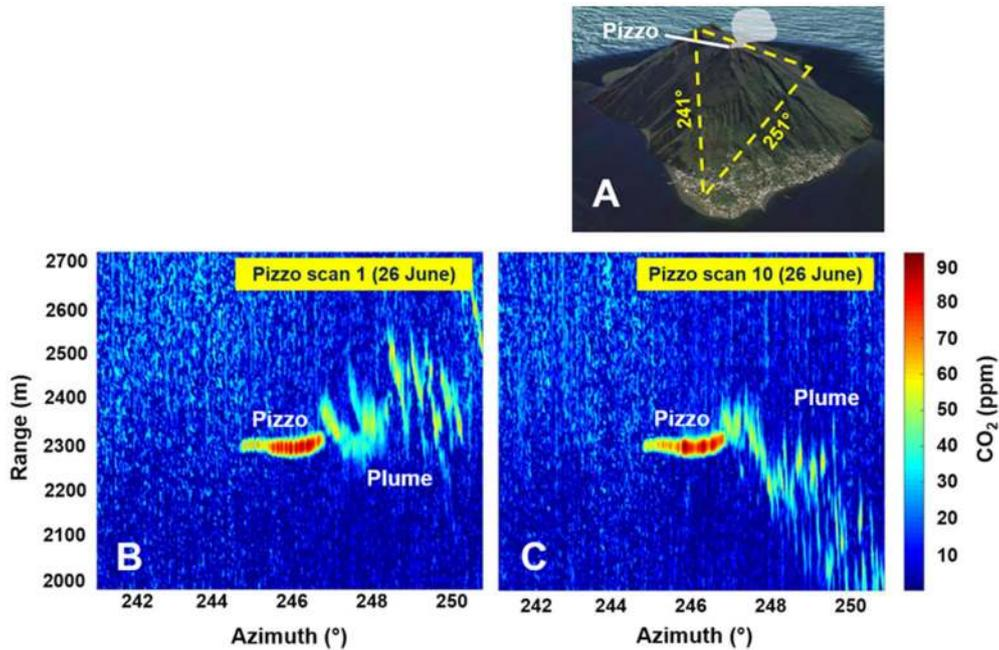 Pizzo
241°
251°
A
Pizzo scan 1 (26 June)
Pizzo scan 10 (26 June)
2700
2600
2500
2400
2300
2200
2100
2000
Range (m)
Pizzo
Plume
B
Pizzo
Plume
C
90
80
70
60
50
40
30
20
10
CO₂ (ppm)
242 244 246 248 250
242 244 246 248 250
Azimuth (°)
Azimuth (°)